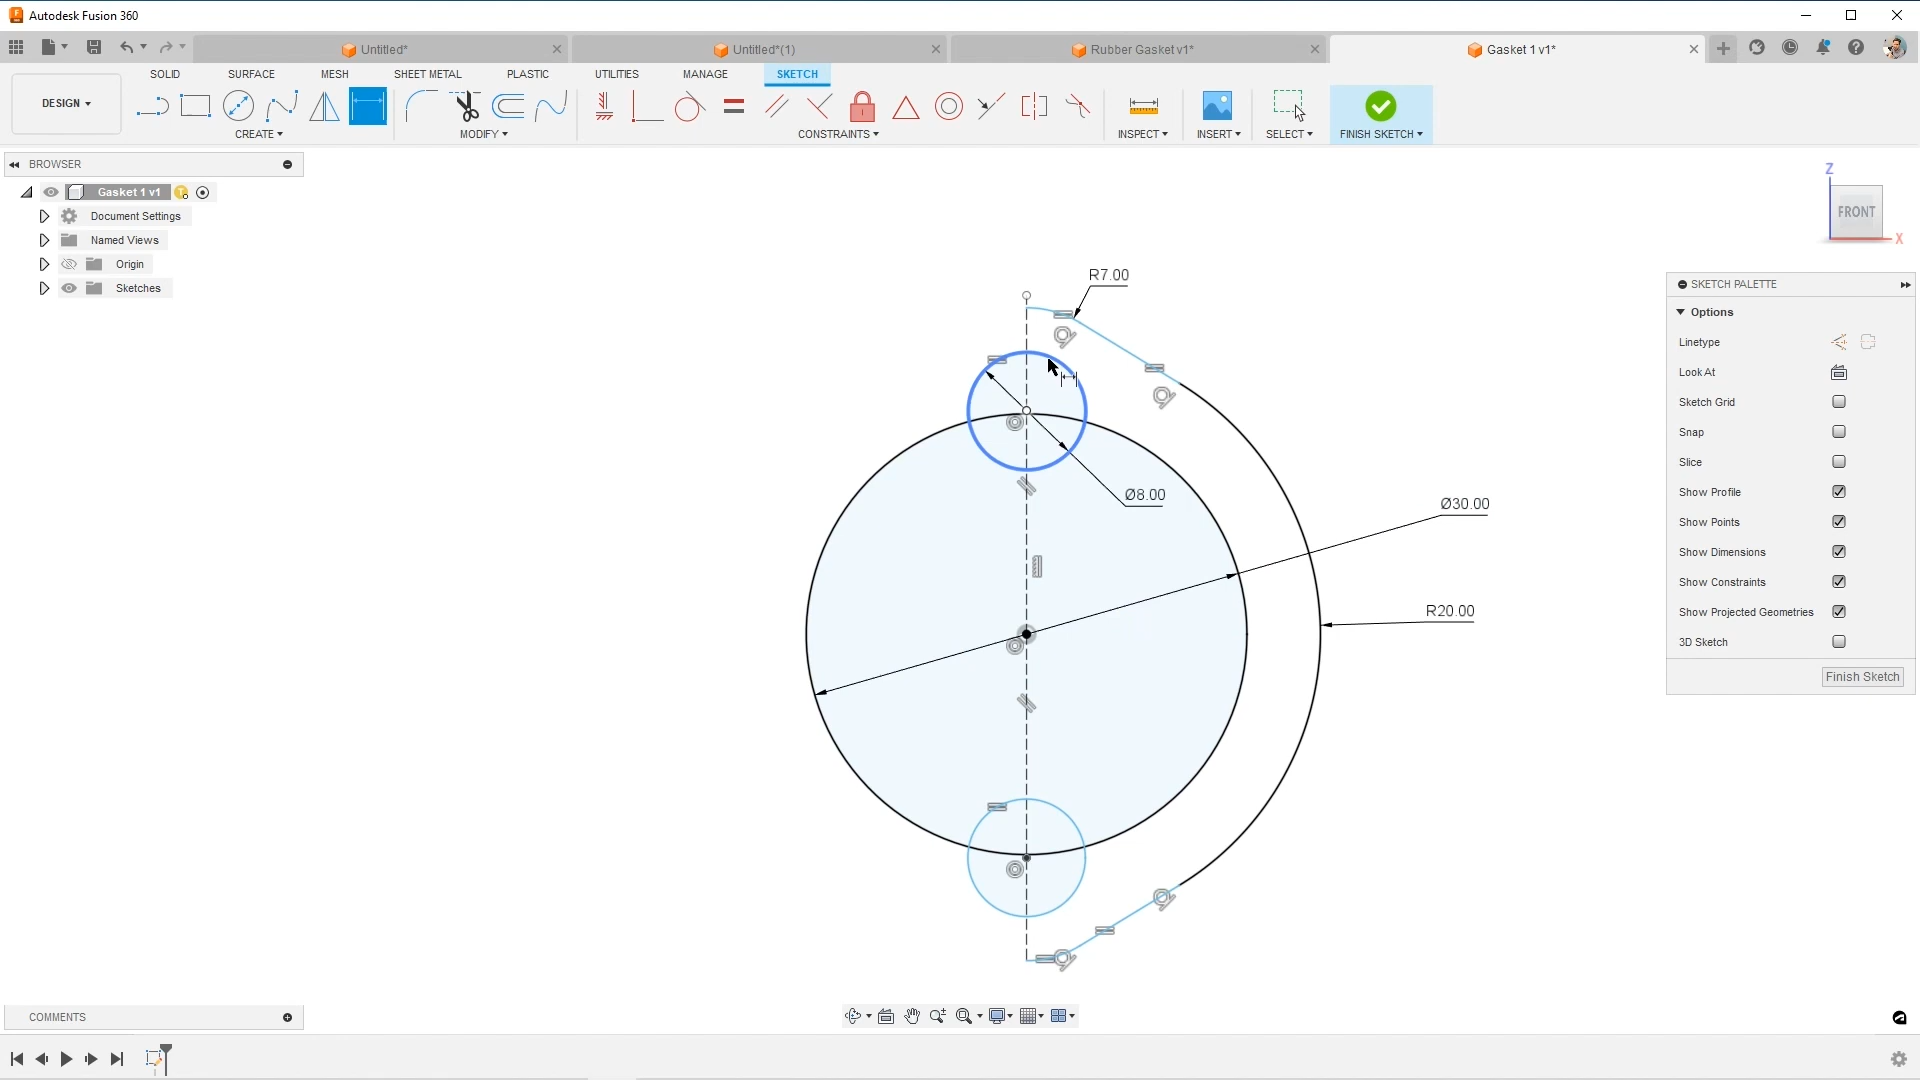 Autodesk Fusion 360
Untitled*
Untitled*(1)
Rubber Gasket v1*
Gasket 1 v1*
DESIGN
SOLID
SURFACE
MESH
SHEET METAL
PLASTIC
UTILITIES
MANAGE
SKETCH
CREATE
MODIFY
CONSTRAINTS
INSPECT
INSERT
SELECT
FINISH SKETCH
BROWSER
Gasket 1 v1
Document Settings
Named Views
Origin
Sketches
Z
FRONT
X
R7.00
Ø8.00
Ø30.00
R20.00
SKETCH PALETTE
Options
Linetype
Look At
Sketch Grid
Snap
Slice
Show Profile
Show Points
Show Dimensions
Show Constraints
Show Projected Geometries
3D Sketch
Finish Sketch
COMMENTS